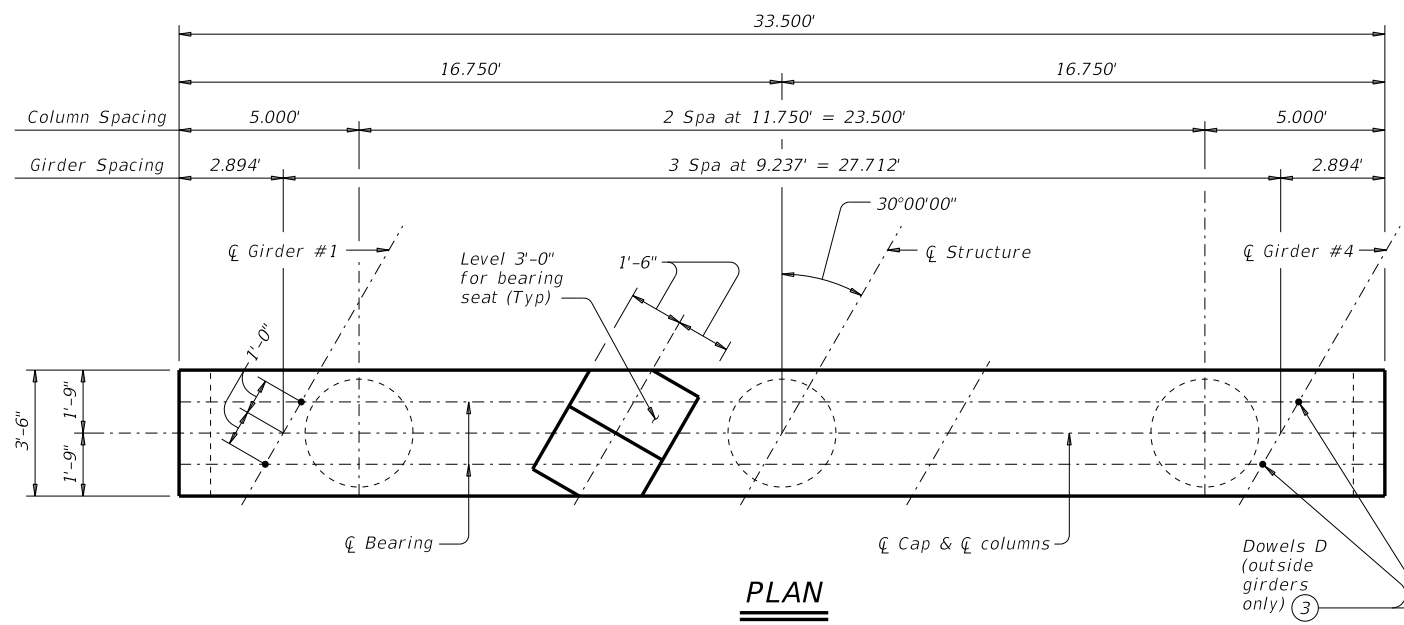 33.500'
16.750' 16.750'
Column Spacing 5.000' 2 Spa at 11.750' = 23.500' 5.000'
Girder Spacing 2.894' 3 Spa at 9.237' = 27.712' 2.894'
30°00'00"
℄ Girder #1
Level 3'-0"
for bearing
seat (Typ)
1'-6"
℄ Structure
℄ Girder #4
1'-0"
3'-6"
1'-9"
1'-9"
℄ Bearing
℄ Cap & ℄ columns
Dowels D
(outside
girders
only) 3
PLAN